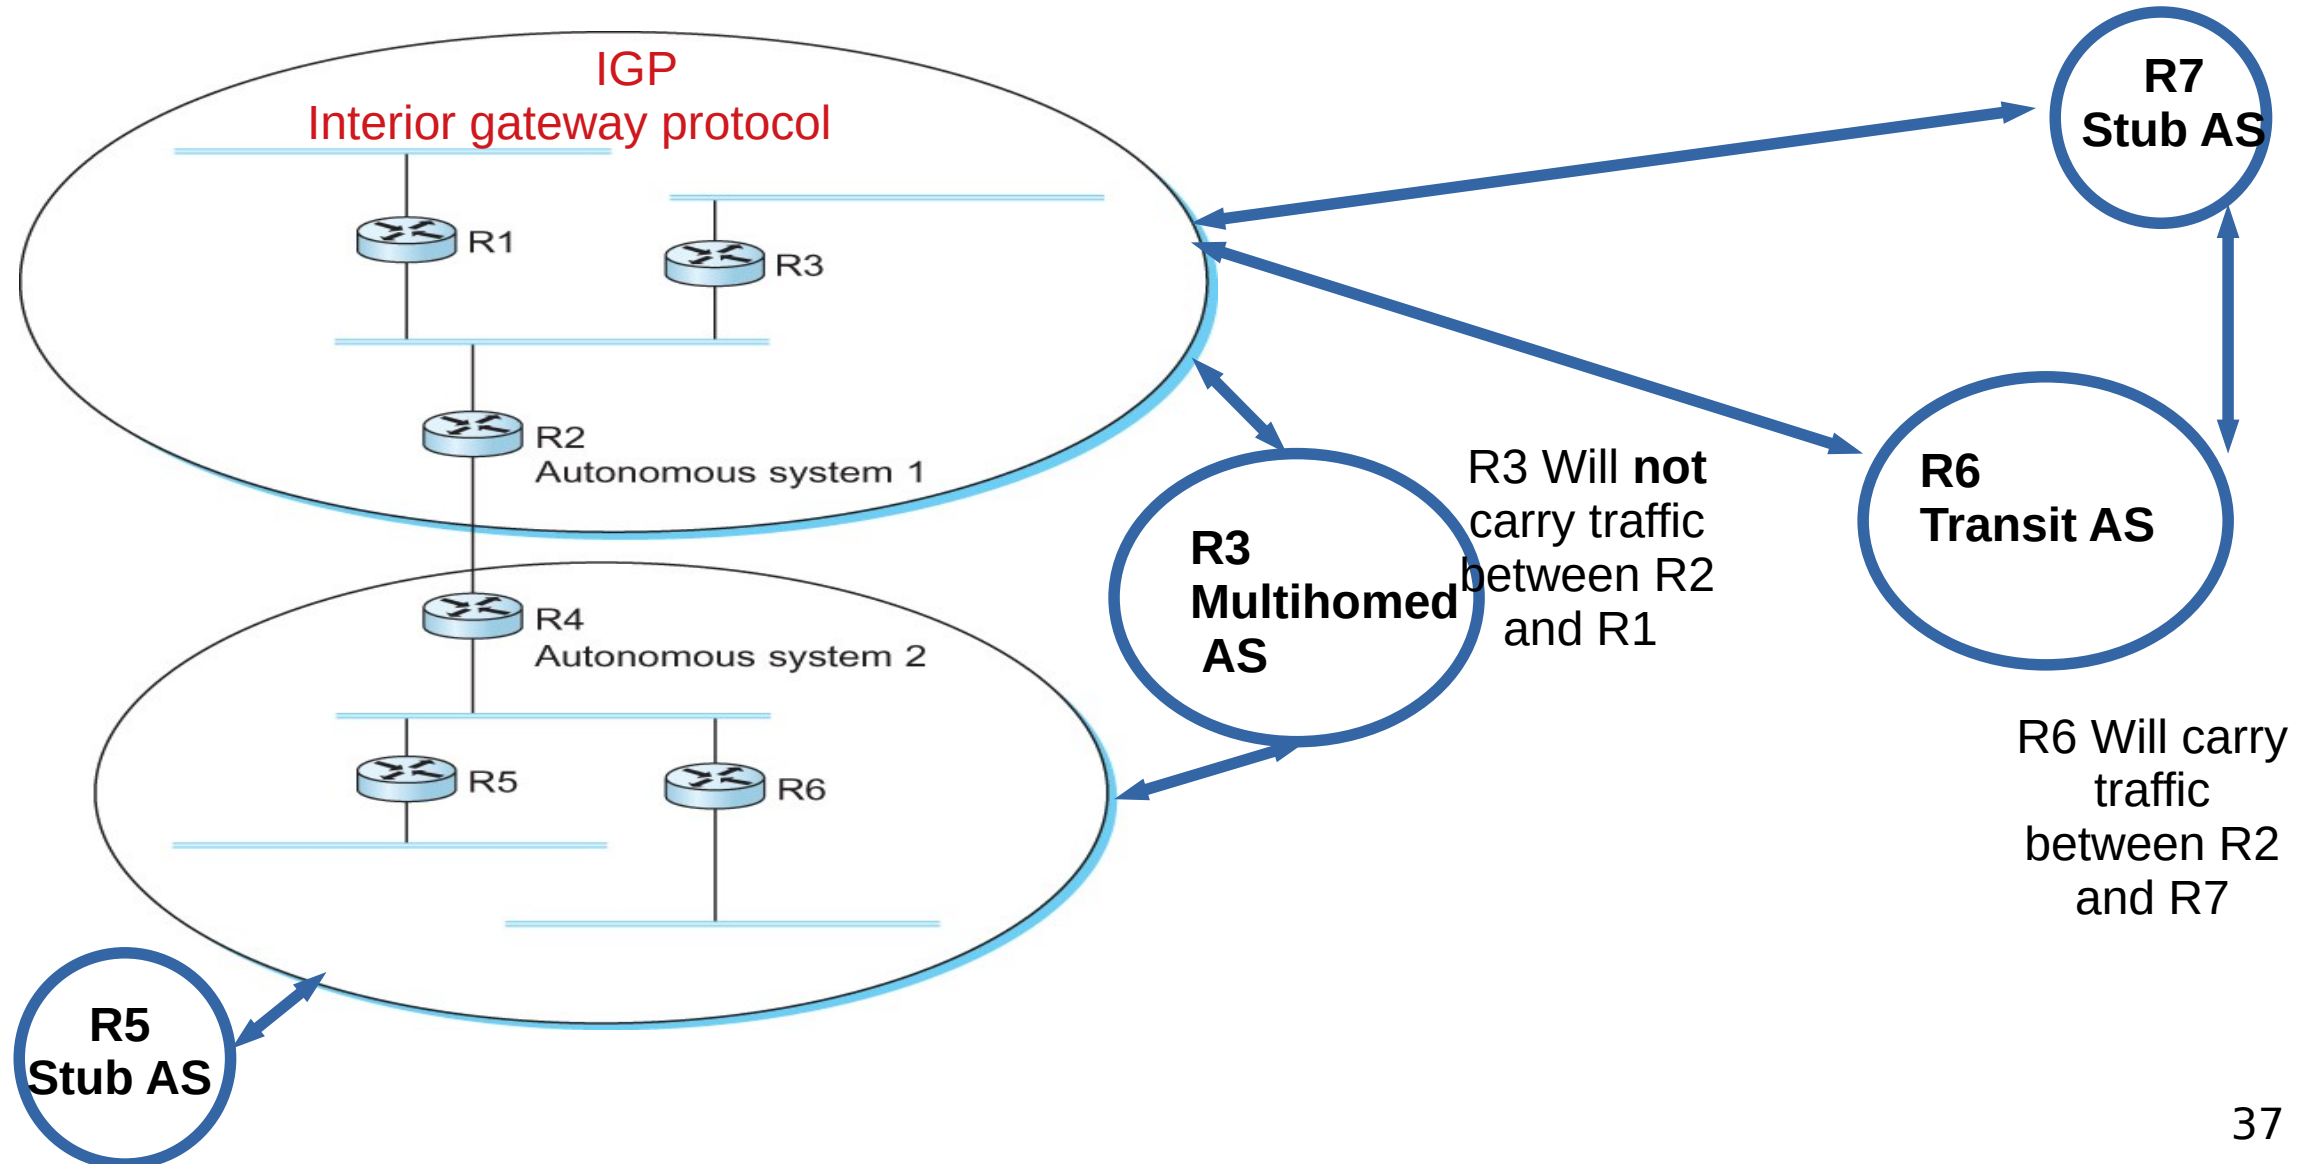 IGP
Interior gateway protocol
R1
R3
R2
Autonomous system 1
R4
Autonomous system 2
R5
R6
R5
Stub AS
R3
Multihomed
AS
R3 Will not
carry traffic
between R2
and R1
R7
Stub AS
R6
Transit AS
R6 Will carry
traffic
between R2
and R7
37